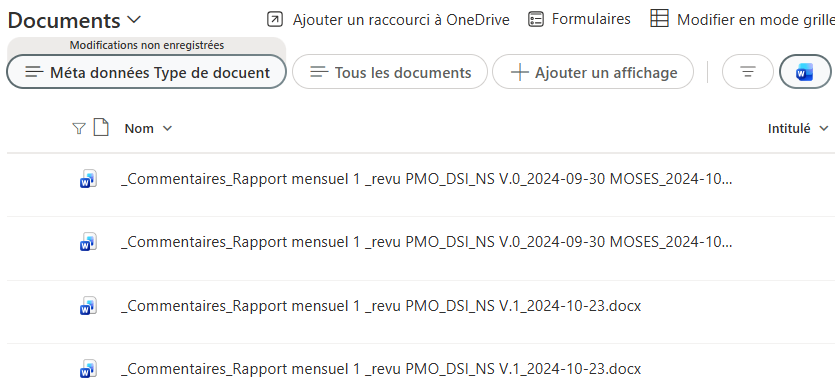 Documents
Ajouter un raccourci à OneDrive
Formulaires
Modifier en mode grille
Modifications non enregistrées
Méta données Type de docuent
Tous les documents
Ajouter un affichage
Nom
Intitulé
_Commentaires_Rapport mensuel 1 _revu PMO_DSI_NS V.0_2024-09-30 MOSES_2024-10...
_Commentaires_Rapport mensuel 1 _revu PMO_DSI_NS V.0_2024-09-30 MOSES_2024-10...
_Commentaires_Rapport mensuel 1 _revu PMO_DSI_NS V.1_2024-10-23.docx
_Commentaires_Rapport mensuel 1 _revu PMO_DSI_NS V.1_2024-10-23.docx